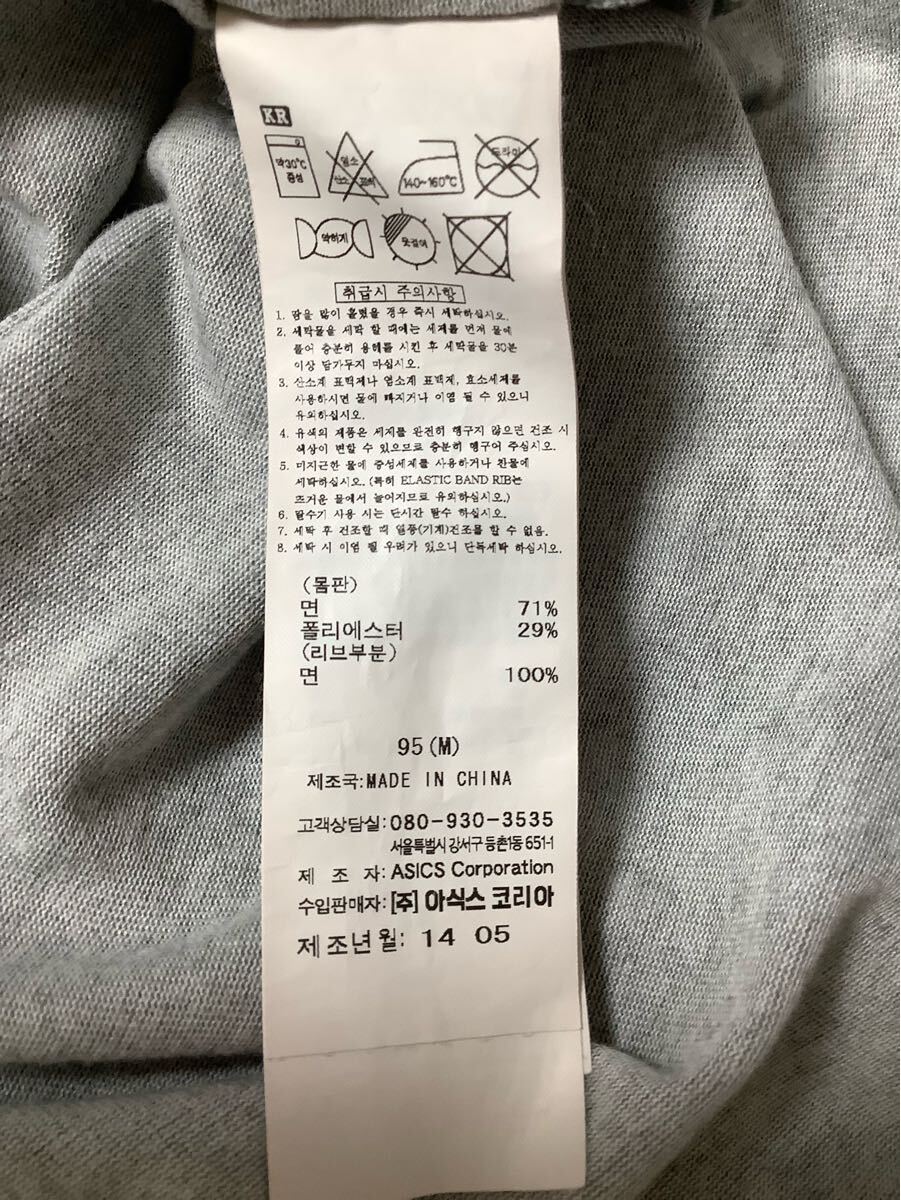 KR
약30℃
중성
염소
산소 표백
140~160℃
드라이
약하게
옷걸이
취급시 주의사항
1. 땀을 많이 흘렸을 경우 즉시 세탁하십시오.
2. 세탁물을 세탁 할 때에는 세제를 먼저 물에
풀어 충분히 용해를 시킨 후 세탁물을 30분
이상 담가두지 마십시오.
3. 산소계 표백제나 염소계 표백제, 효소세제를
사용하시면 물에 빠지거나 이염 될 수 있으니
유의하십시오.
4. 유색의 제품은 세제를 완전히 헹구지 않으면 건조 시
색상이 변할 수 있으므로 충분히 헹구어 주십시오.
5. 미지근한 물에 중성세제를 사용하거나 찬물에
세탁하십시오.(특히 ELASTIC BAND RIB는
뜨거운 물에서 늘어지므로 유의하십시오.)
6. 탈수기 사용 시는 단시간 탈수 하십시오.
7. 세탁 후 건조할 때 열풍(기계)건조를 할 수 없음.
8. 세탁 시 이염 될 우려가 있으니 단독세탁 하십시오.
(몸판)
면 71%
폴리에스터 29%
(리브부분)
면 100%
95(M)
제조국:MADE IN CHINA
고객상담실:080-930-3535
서울특별시 강서구 등촌1동 651-1
제 조 자:ASICS Corporation
수입판매자:[주] 아식스 코리아
제조년월: 14 05